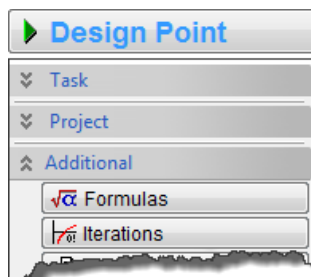 Design Point
Task
Project
Additional
√α Formulas
Iterations